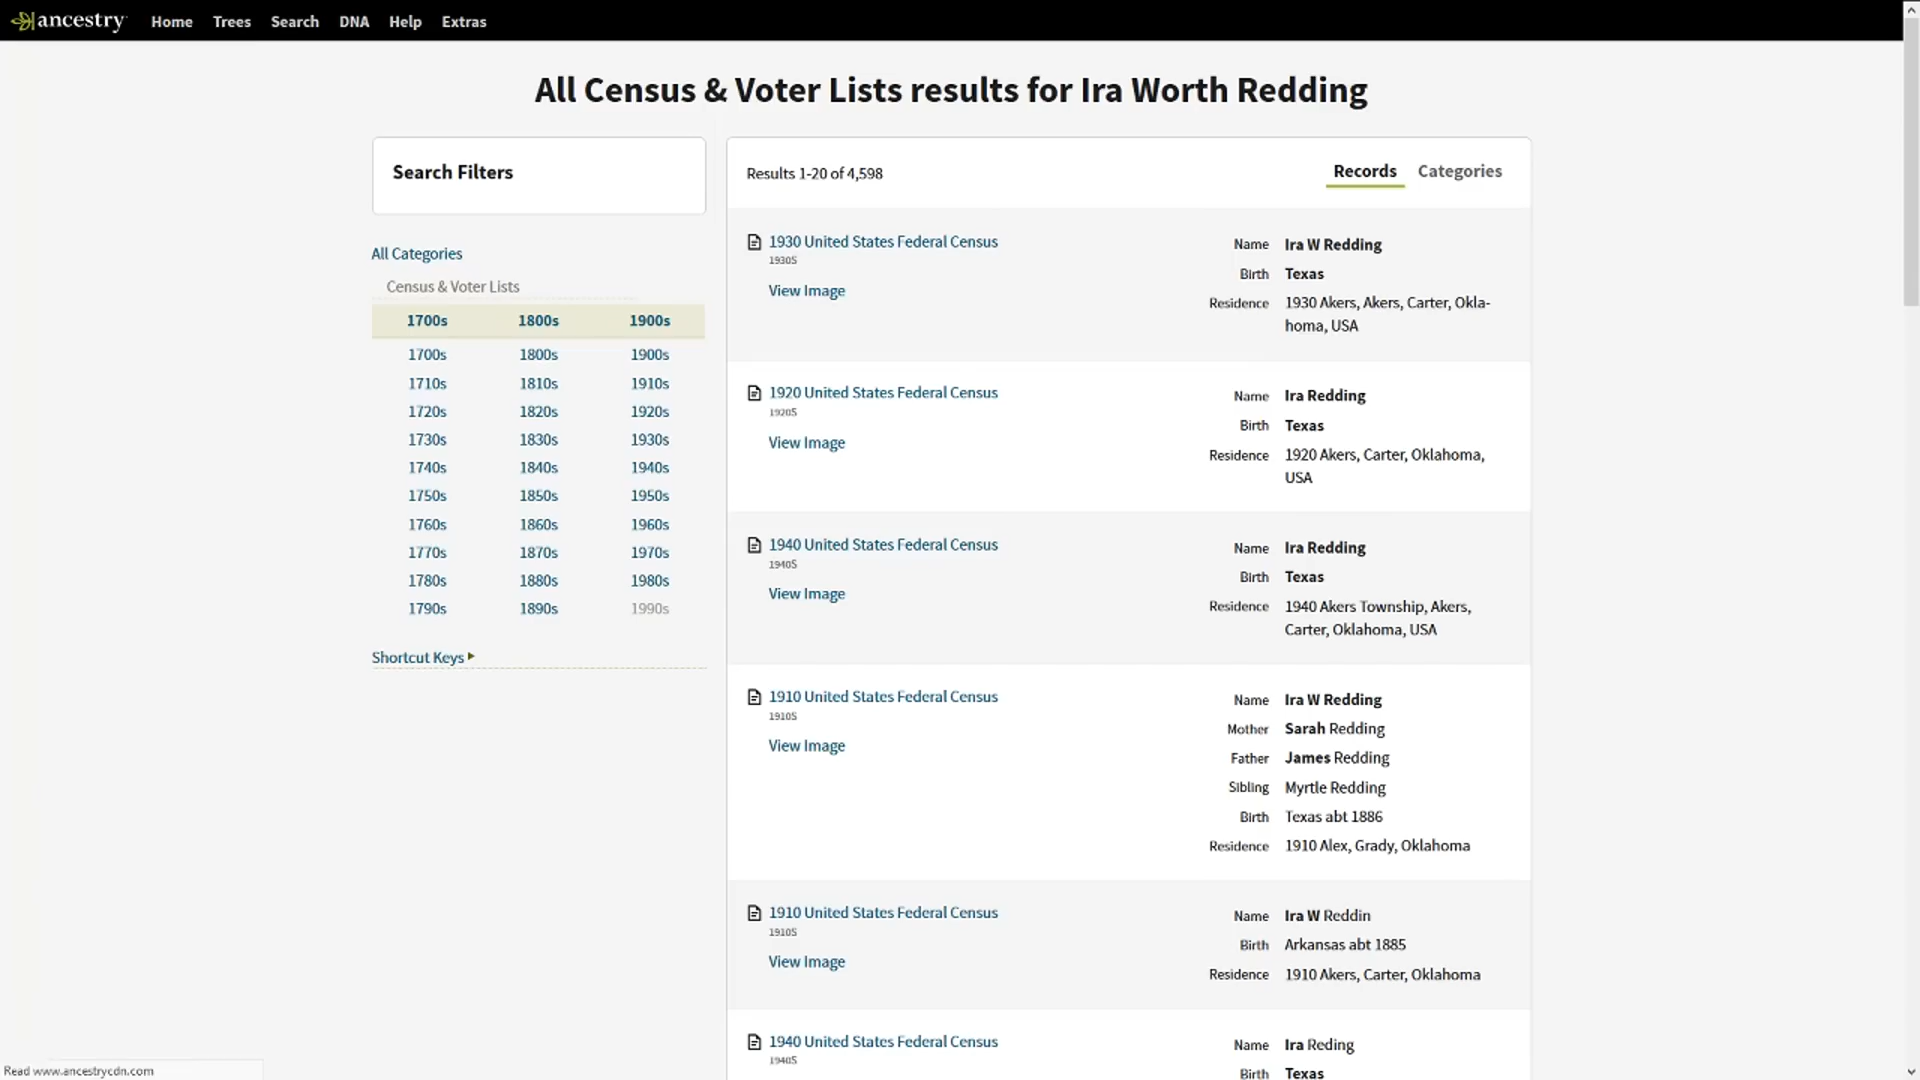 ancestry Home Trees Search DNA Help Extras
All Census & Voter Lists results for Ira Worth Redding
Search Filters
All Categories
Census & Voter Lists
1700s 1800s 1900s
1700s 1800s 1900s
1710s 1810s 1910s
1720s 1820s 1920s
1730s 1830s 1930s
1740s 1840s 1940s
1750s 1850s 1950s
1760s 1860s 1960s
1770s 1870s 1970s
1780s 1880s 1980s
1790s 1890s 1990s
Shortcut Keys
Results 1-20 of 4,598
Records Categories
1930 United States Federal Census
1930S
View Image
Name Ira W Redding
Birth Texas
Residence 1930 Akers, Akers, Carter, Okla-
homa, USA
1920 United States Federal Census
1920S
View Image
Name Ira Redding
Birth Texas
Residence 1920 Akers, Carter, Oklahoma,
USA
1940 United States Federal Census
1940S
View Image
Name Ira Redding
Birth Texas
Residence 1940 Akers Township, Akers,
Carter, Oklahoma, USA
1910 United States Federal Census
1910S
View Image
Name Ira W Redding
Mother Sarah Redding
Father James Redding
Sibling Myrtle Redding
Birth Texas abt 1886
Residence 1910 Alex, Grady, Oklahoma
1910 United States Federal Census
1910S
View Image
Name Ira W Reddin
Birth Arkansas abt 1885
Residence 1910 Akers, Carter, Oklahoma
1940 United States Federal Census
1940S
Name Ira Reding
Birth Texas
Read www.ancestrycdn.com